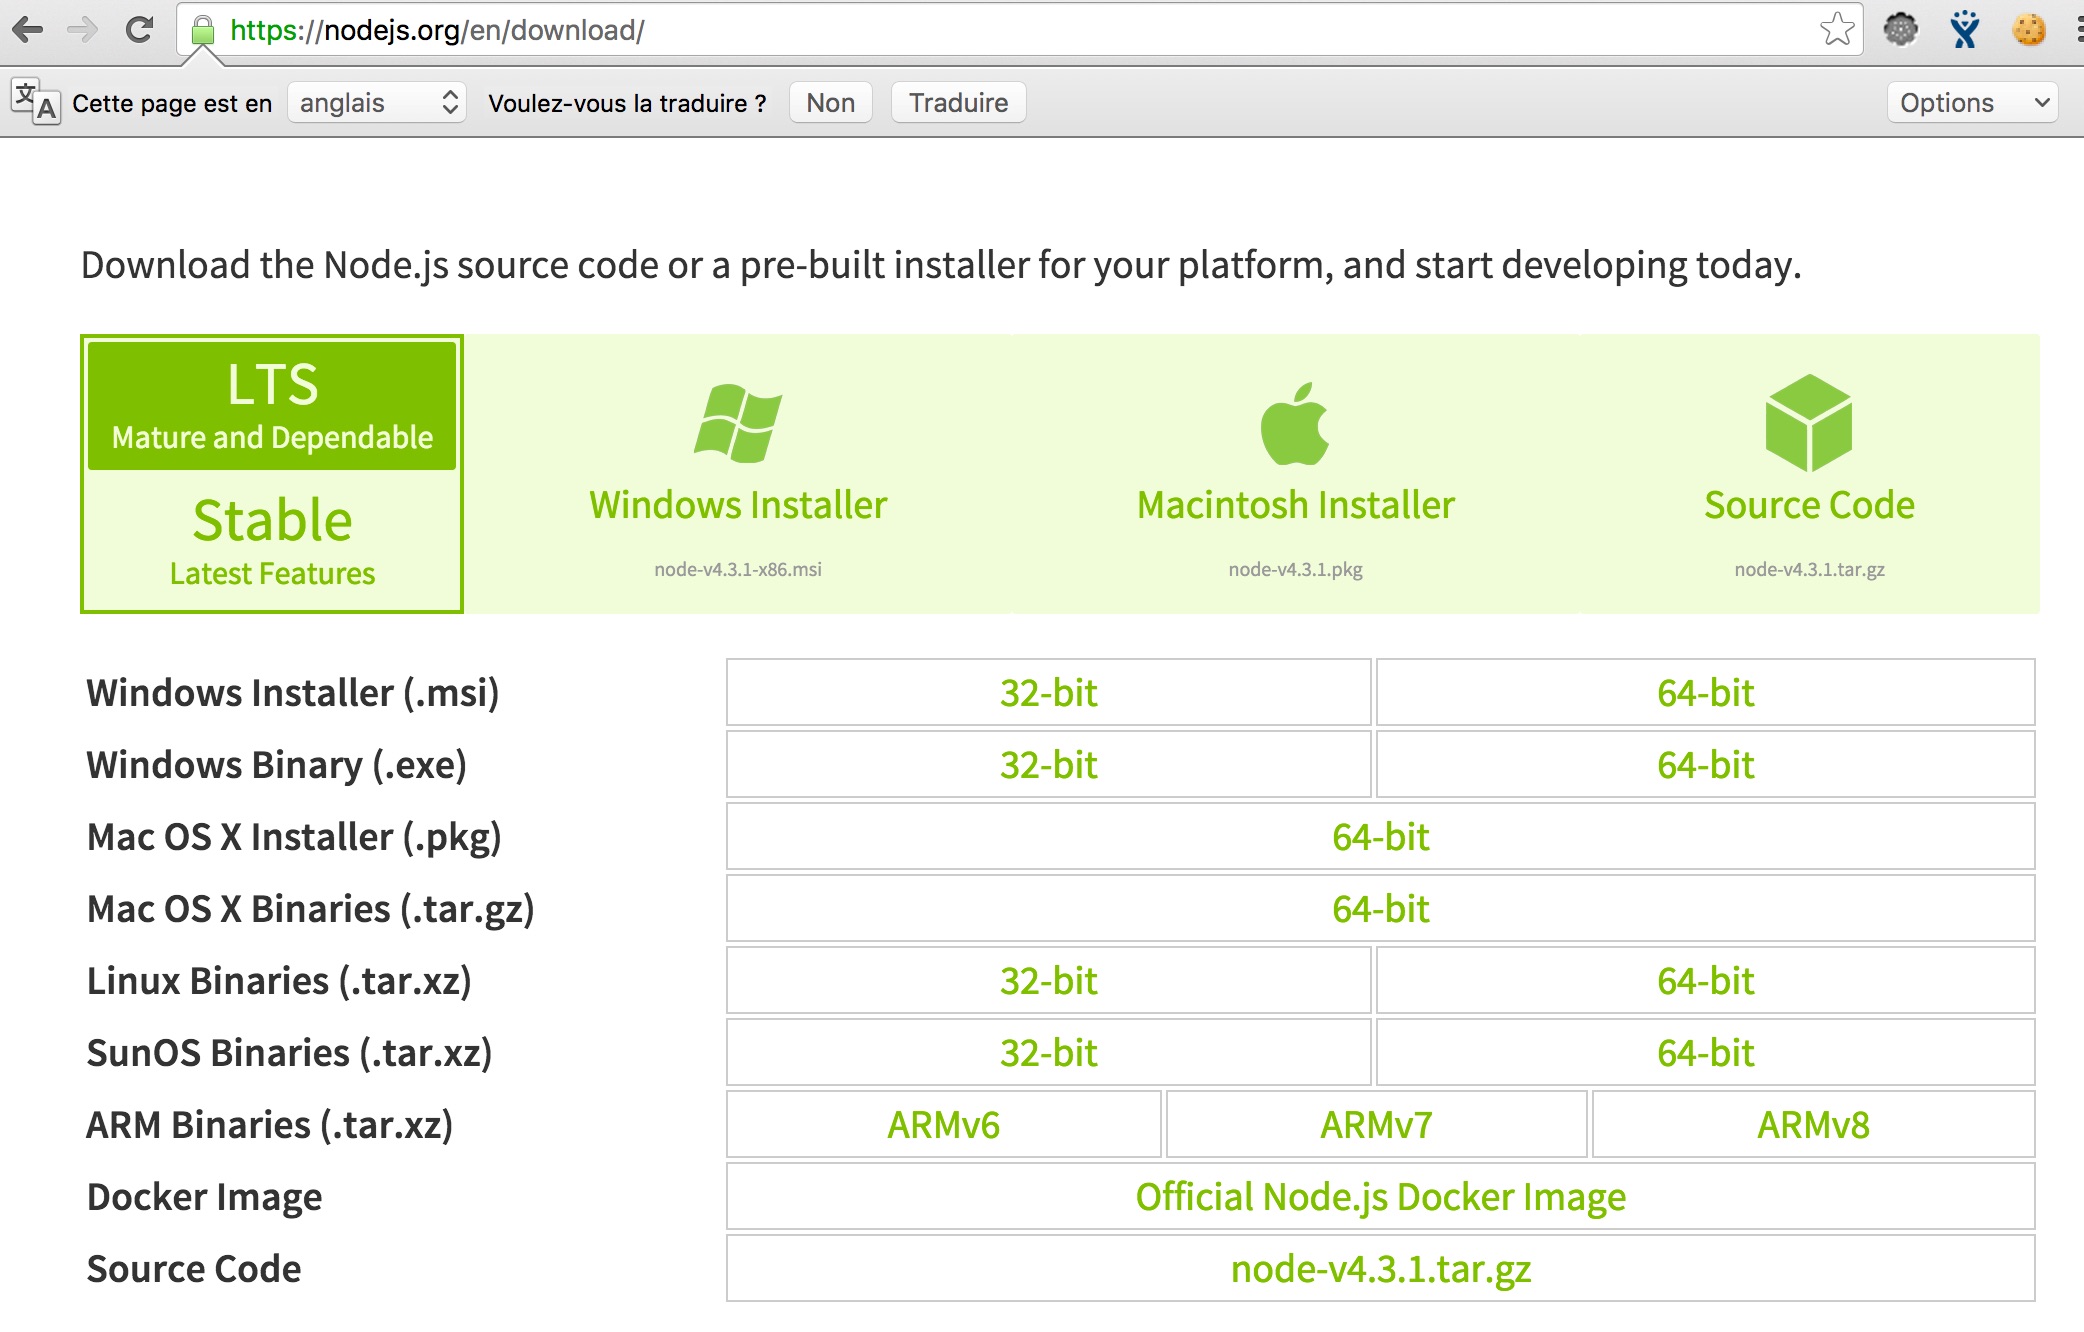 https://nodejs.org/en/download/
文A Cette page est en anglais Voulez-vous la traduire ? Non Traduire Options
Download the Node.js source code or a pre-built installer for your platform, and start developing today.
LTS
Mature and Dependable
Stable
Latest Features
Windows Installer
node-v4.3.1-x86.msi
Macintosh Installer
node-v4.3.1.pkg
Source Code
node-v4.3.1.tar.gz
Windows Installer (.msi) 32-bit 64-bit
Windows Binary (.exe) 32-bit 64-bit
Mac OS X Installer (.pkg) 64-bit
Mac OS X Binaries (.tar.gz) 64-bit
Linux Binaries (.tar.xz) 32-bit 64-bit
SunOS Binaries (.tar.xz) 32-bit 64-bit
ARM Binaries (.tar.xz) ARMv6 ARMv7 ARMv8
Docker Image Official Node.js Docker Image
Source Code node-v4.3.1.tar.gz